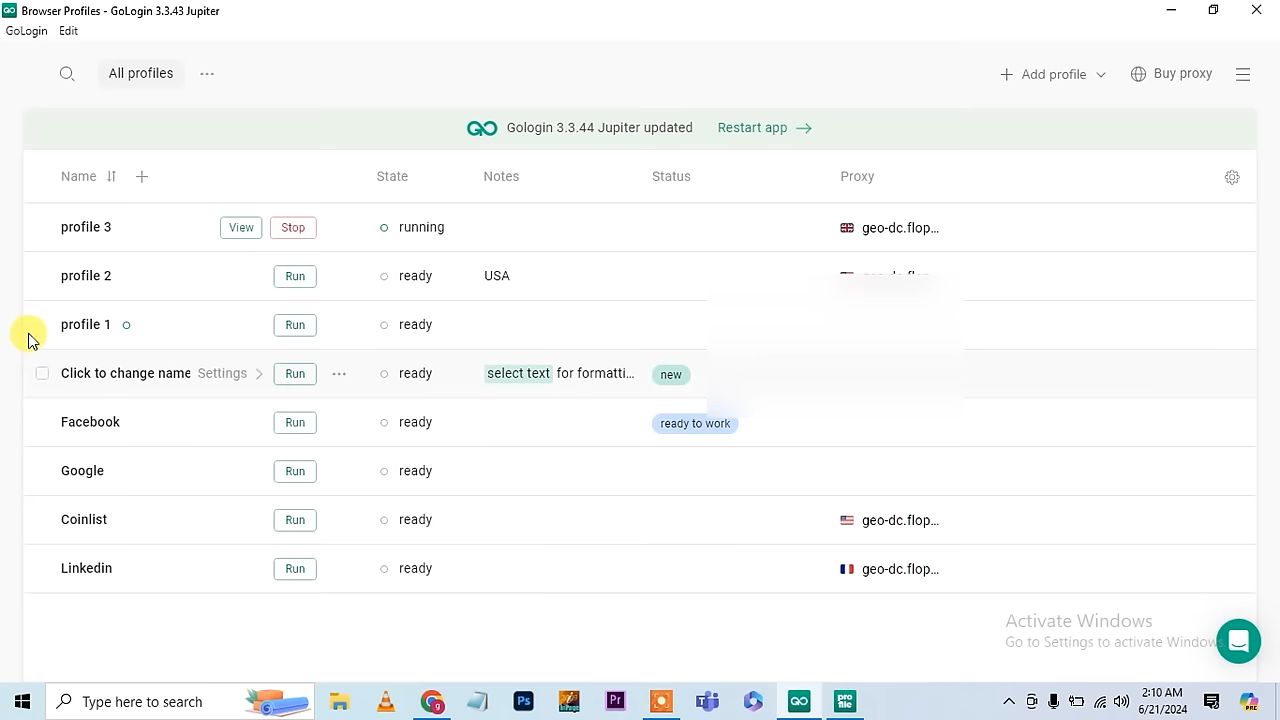 Browser Profiles - GoLogin 3.3.43 Jupiter
GoLogin Edit
All profiles ...
Add profile
Buy proxy
Gologin 3.3.44 Jupiter updated Restart app
Name State Notes Status Proxy
profile 3 View Stop running geo-dc.flop...
profile 2 Run ready USA geo-dc.flop...
profile 1 Run ready
Click to change name Settings Run ... ready select text for formatti... new
Facebook Run ready ready to work
Google Run ready
Coinlist Run ready geo-dc.flop...
Linkedin Run ready geo-dc.flop...
Activate Windows
Go to Settings to activate Windows.
Type here to search
2:10 AM
6/21/2024